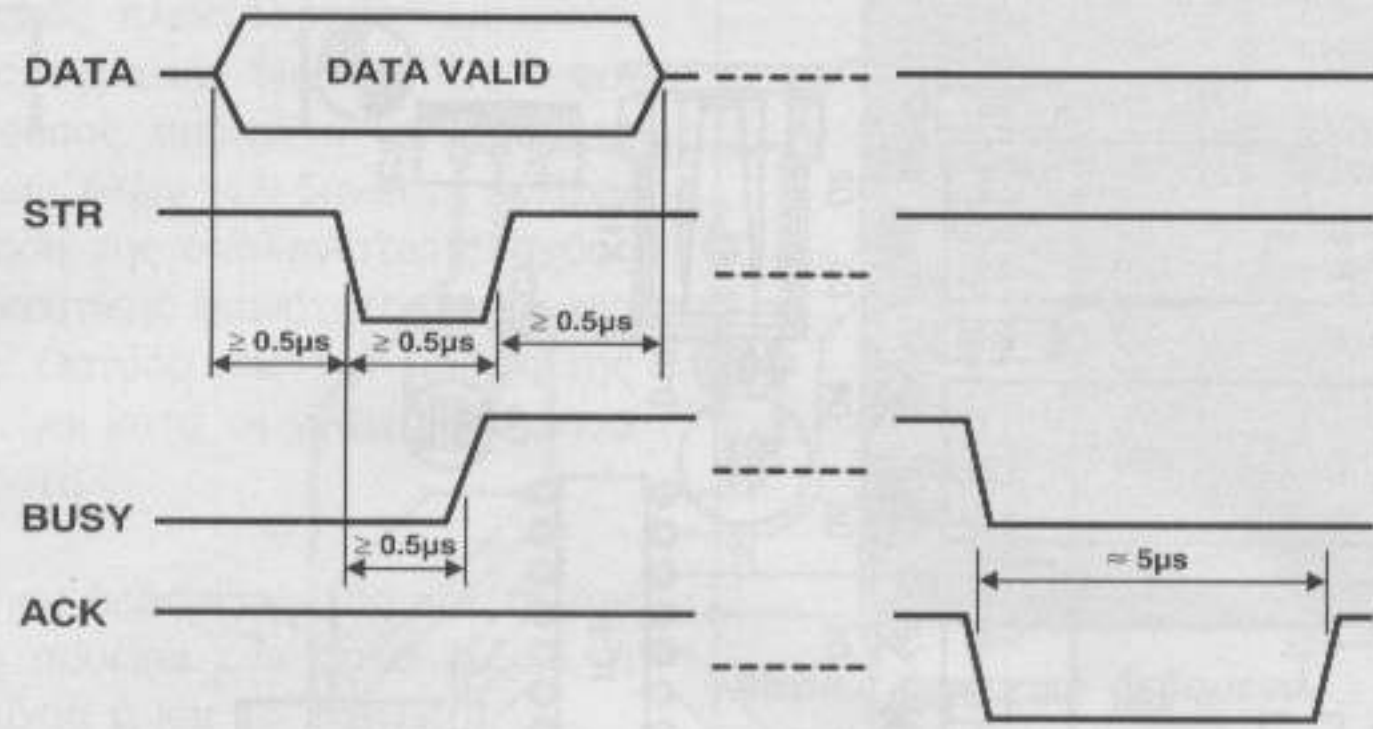 DATA
DATA VALID
STR
≥ 0.5µs
≥ 0.5µs
≥ 0.5µs
BUSY
≥ 0.5µs
≈ 5µs
ACK